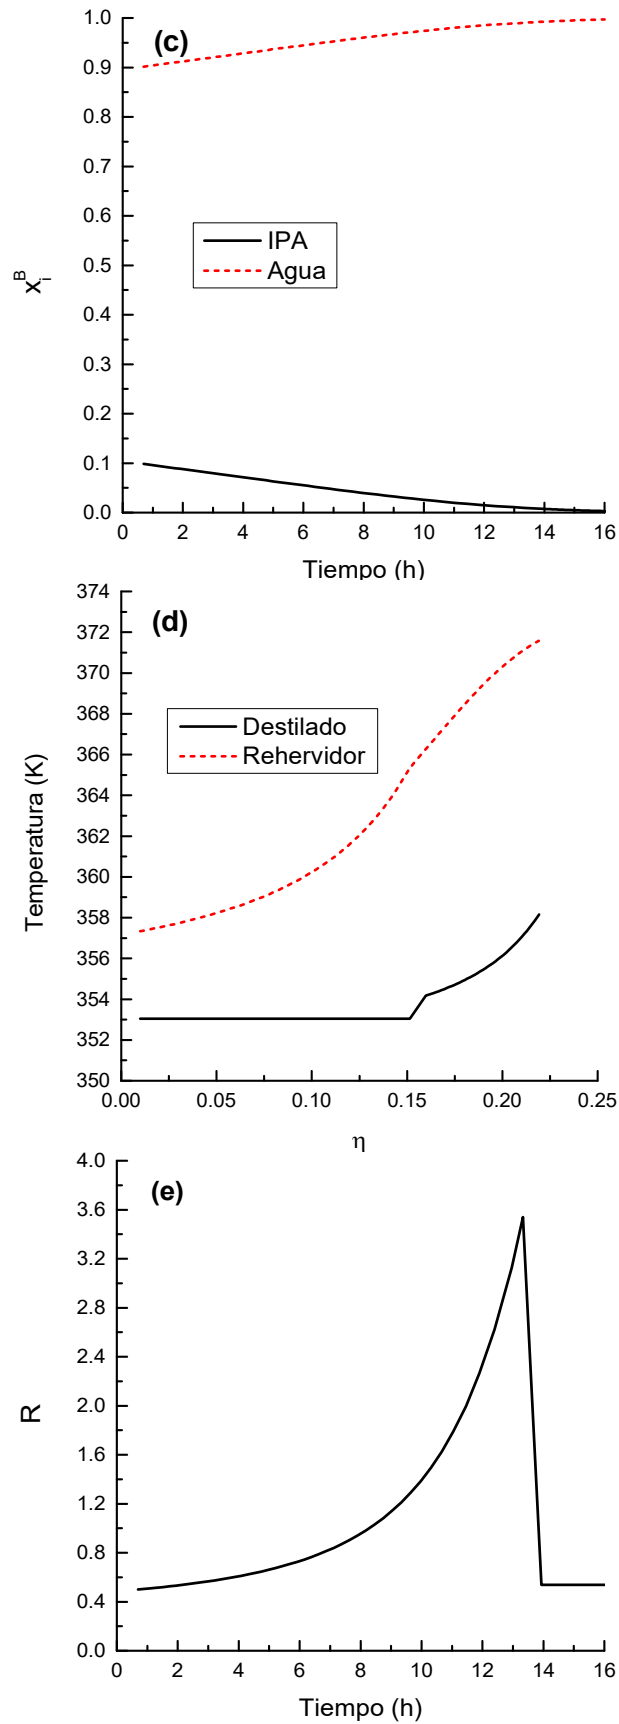 (c)
1.0
0.9
0.8
0.7
0.6
0.5
0.4
0.3
0.2
0.1
0.0
x_i^B
IPA
Agua
0 2 4 6 8 10 12 14 16
Tiempo (h)
(d)
374
372
370
368
366
364
362
360
358
356
354
352
350
Temperatura (K)
Destilado
Rehervidor
0.00 0.05 0.10 0.15 0.20 0.25
η
(e)
4.0
3.6
3.2
2.8
2.4
2.0
1.6
1.2
0.8
0.4
0.0
R
0 2 4 6 8 10 12 14 16
Tiempo (h)